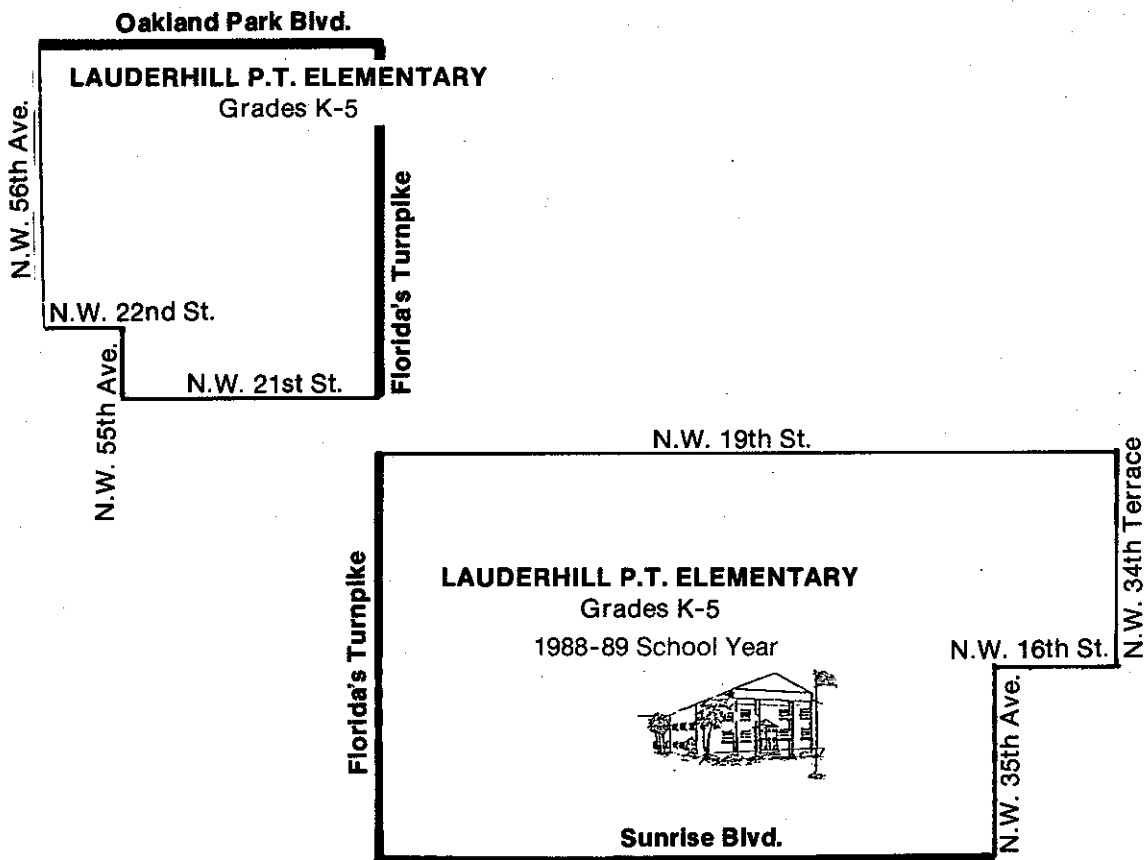 Oakland Park Blvd.
LAUDERHILL P.T. ELEMENTARY
Grades K-5
N.W. 56th Ave.
Florida's Turnpike
N.W. 22nd St.
N.W. 55th Ave.
N.W. 21st St.
N.W. 19th St.
N.W. 34th Terrace
Florida's Turnpike
LAUDERHILL P.T. ELEMENTARY
Grades K-5
1988-89 School Year
N.W. 16th St.
N.W. 35th Ave.
Sunrise Blvd.